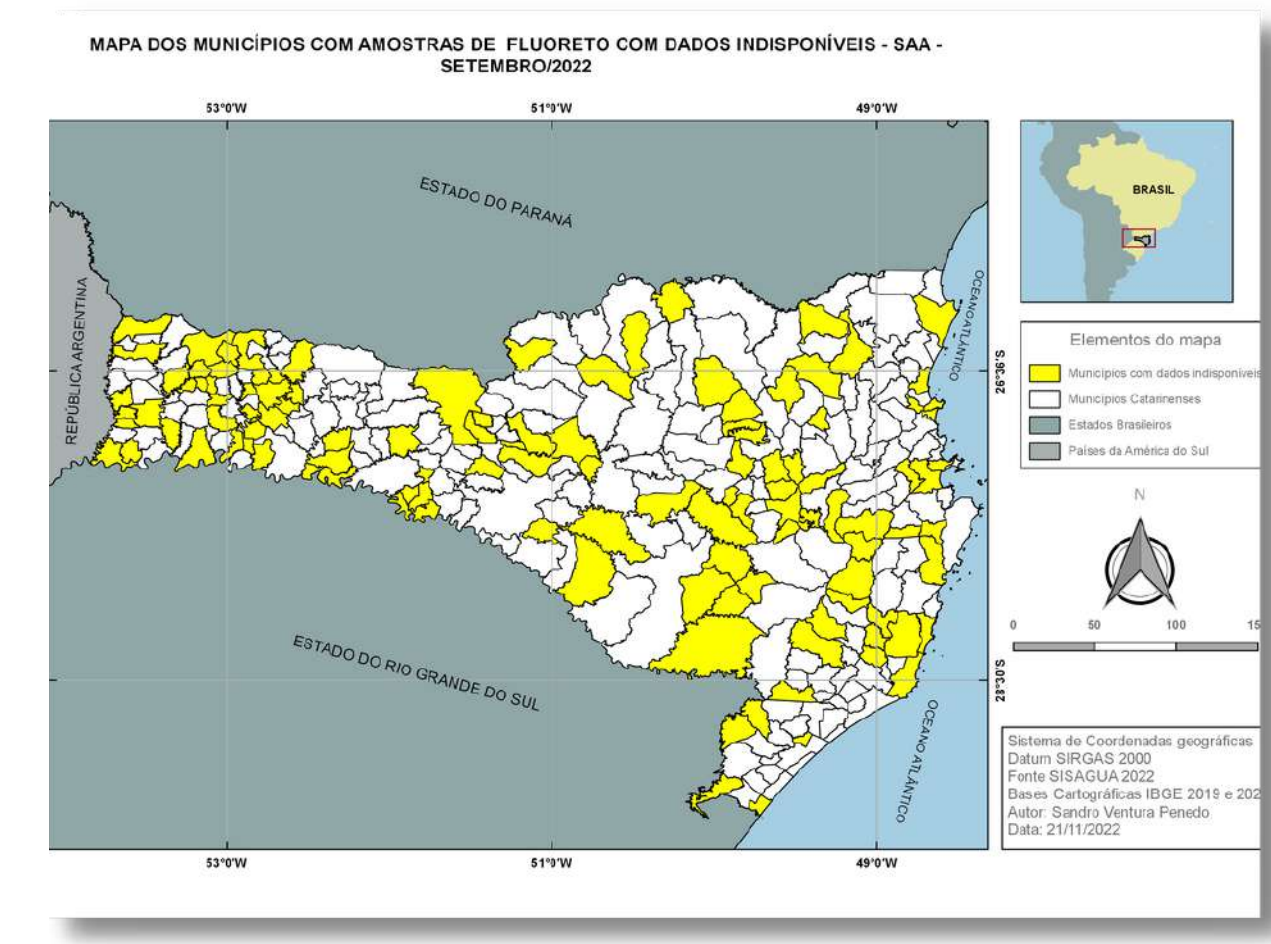 MAPA DOS MUNICÍPIOS COM AMOSTRAS DE FLUORETO COM DADOS INDISPONÍVEIS - SAA -
SETEMBRO/2022
53°0'W
51°0'W
49°0'W
ESTADO DO PARANÁ
REPÚBLICA ARGENTINA
OCEANO ATLÂNTICO
26°36'S
ESTADO DO RIO GRANDE DO SUL
28°30'S
OCEANO ATLÂNTICO
53°0'W
51°0'W
49°0'W
BRASIL
Elementos do mapa
Municípios com dados indisponíveis
Municípios Catarinenses
Estados Brasileiros
Países da América do Sul
N
0 50 100 15
Sistema de Coordenadas geográficas
Datum SIRGAS 2000
Fonte SISAGUA 2022
Bases Cartográficas IBGE 2019 e 202
Autor: Sandro Ventura Penedo
Data: 21/11/2022